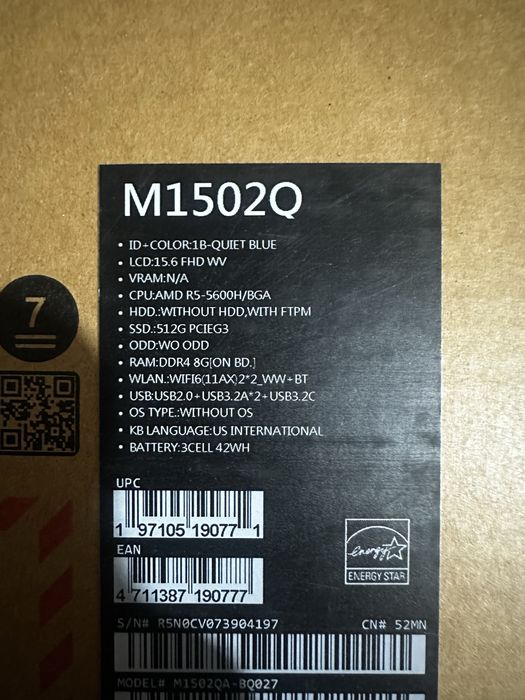 M1502Q
• ID+COLOR:1B-QUIET BLUE
• LCD:15.6 FHD WV
• VRAM:N/A
• CPU:AMD R5-5600H/BGA
• HDD.:WITHOUT HDD,WITH FTPM
• SSD.:512G PCIEG3
• ODD:WO ODD
• RAM:DDR4 8G[ON BD.]
• WLAN.:WIFI6(11AX)2*2_WW+BT
• USB:USB2.0+USB3.2A*2+USB3.2C
• OS TYPE.:WITHOUT OS
• KB LANGUAGE:US INTERNATIONAL
• BATTERY:3CELL 42WH
7
UPC
1 97105 19077 1
EAN
4 711387 190777
energy
ENERGY STAR
S/N# R5N0CV073904197 CN# 52MN
MODEL# M1502QA-BQ027